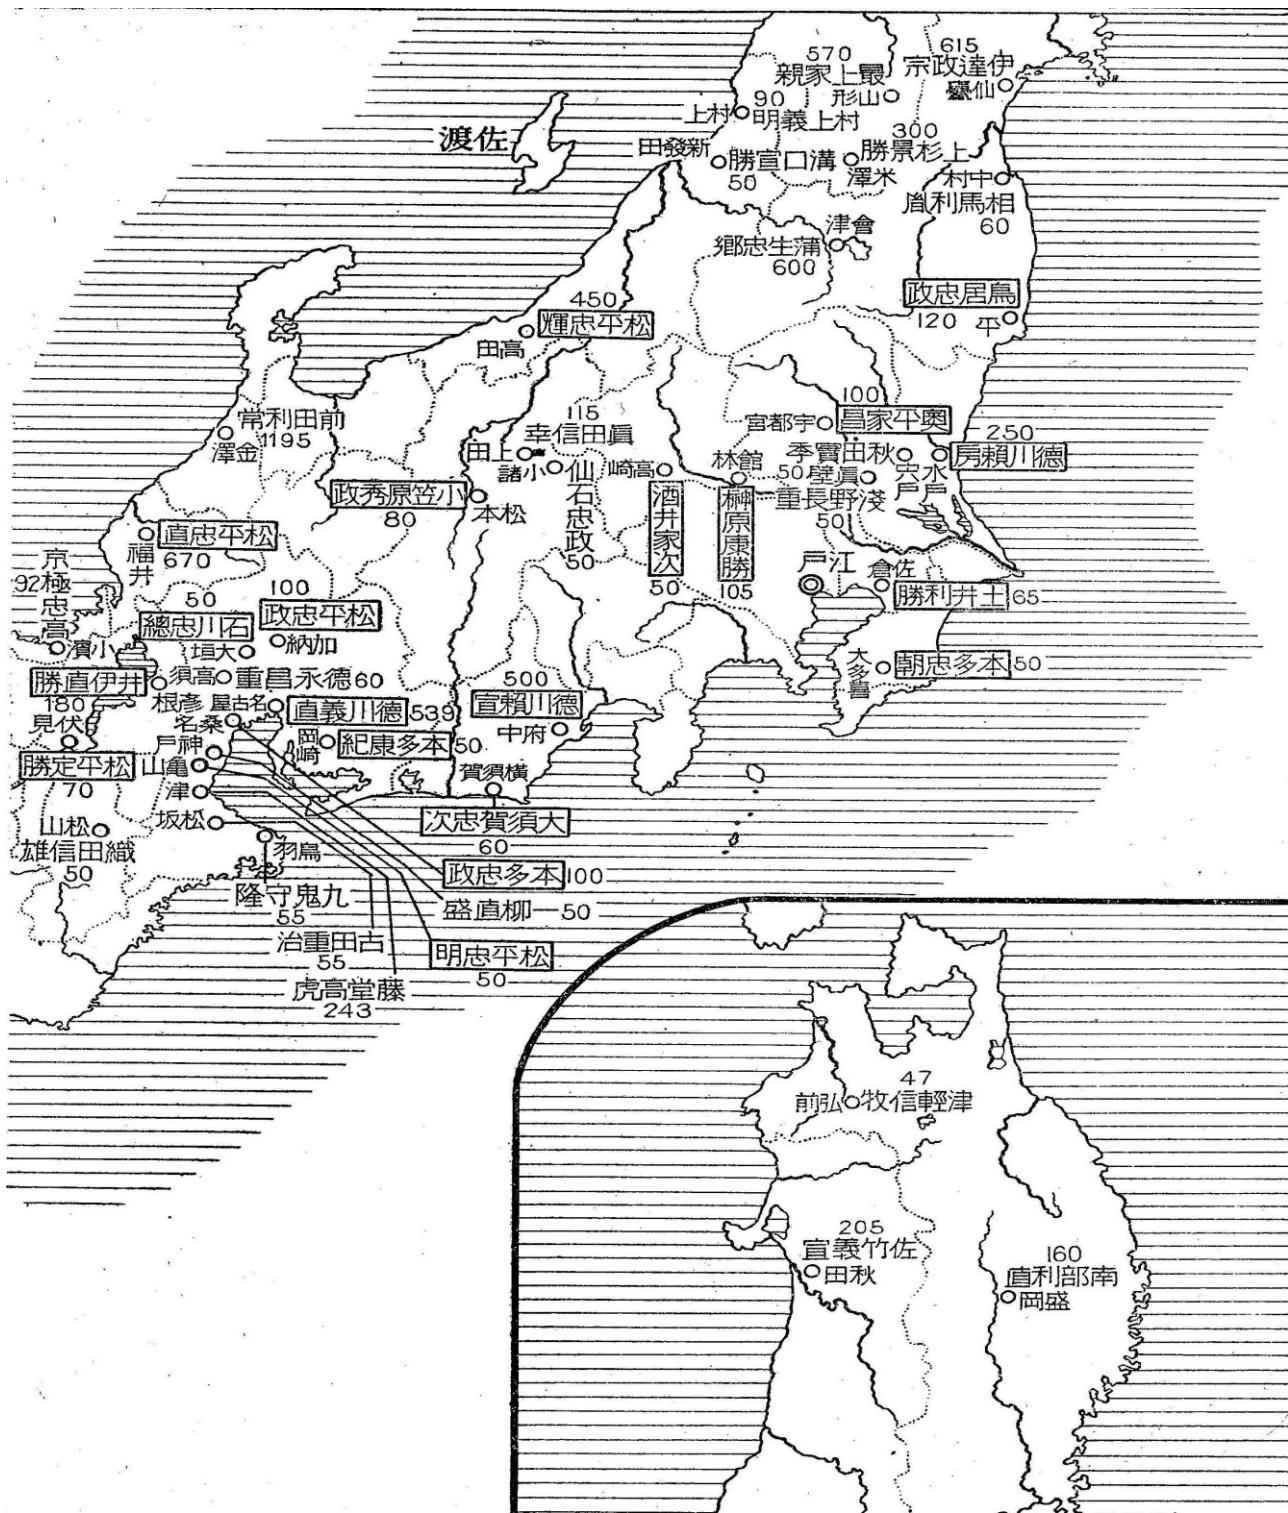 615
伊達政宗
仙臺
570
最上家親
山形
90
村上義明
村上
佐渡
300
上杉景勝
米澤
溝口宣勝
50
新發田
中村
相馬利胤
60
會津
蒲生忠郷
600
鳥居忠政
120
平
450
松平忠輝
高田
100
奧平家昌
宇都宮
250
徳川頼房
水戸
秋田實季
50
宍戸
眞壁
淺野長重
50
115
眞田信幸
上田
小諸
仙石忠政
50
高崎
酒井家次
50
館林
榊原康勝
105
前田利常
1195
金澤
小笠原秀政
80
松本
松平忠直
670
福井
江戸
佐倉
土井利勝
65
大多喜
本多忠朝
50
京極忠高
92
小濱
50
石川忠總
大垣
100
松平忠政
加納
徳永昌重
60
高須
井伊直勝
180
彦根
徳川義直
539
名古屋
500
徳川頼宣
府中
伏見
松平定勝
70
本多康紀
50
岡崎
桑名
神戸
亀山
津
松坂
横須賀
大須賀忠次
60
松山
織田信雄
50
鳥羽
九鬼守隆
55
本多忠政
100
柳直盛
50
松平忠明
50
古田重治
55
藤堂高虎
243
47
津輕信牧
弘前
205
佐竹義宣
秋田
160
南部利直
盛岡